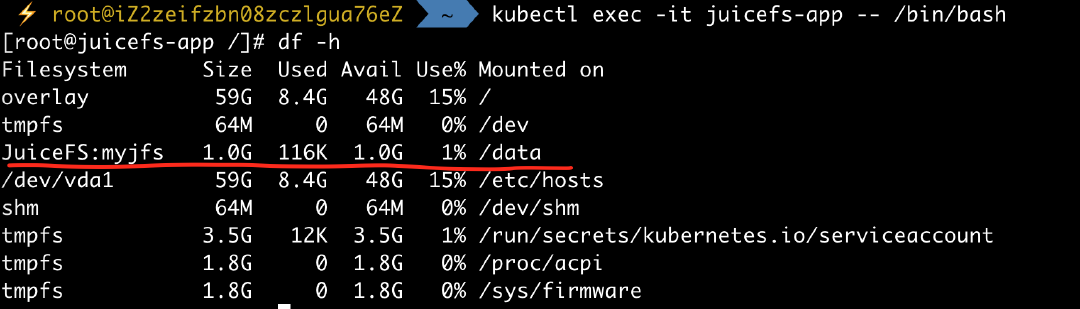 ⚡ root@iZ2zeifzbn08zczlgua76eZ ~ kubectl exec -it juicefs-app -- /bin/bash
[root@juicefs-app /]# df -h
Filesystem Size Used Avail Use% Mounted on
overlay 59G 8.4G 48G 15% /
tmpfs 64M 0 64M 0% /dev
JuiceFS:myjfs 1.0G 116K 1.0G 1% /data
/dev/vda1 59G 8.4G 48G 15% /etc/hosts
shm 64M 0 64M 0% /dev/shm
tmpfs 3.5G 12K 3.5G 1% /run/secrets/kubernetes.io/serviceaccount
tmpfs 1.8G 0 1.8G 0% /proc/acpi
tmpfs 1.8G 0 1.8G 0% /sys/firmware